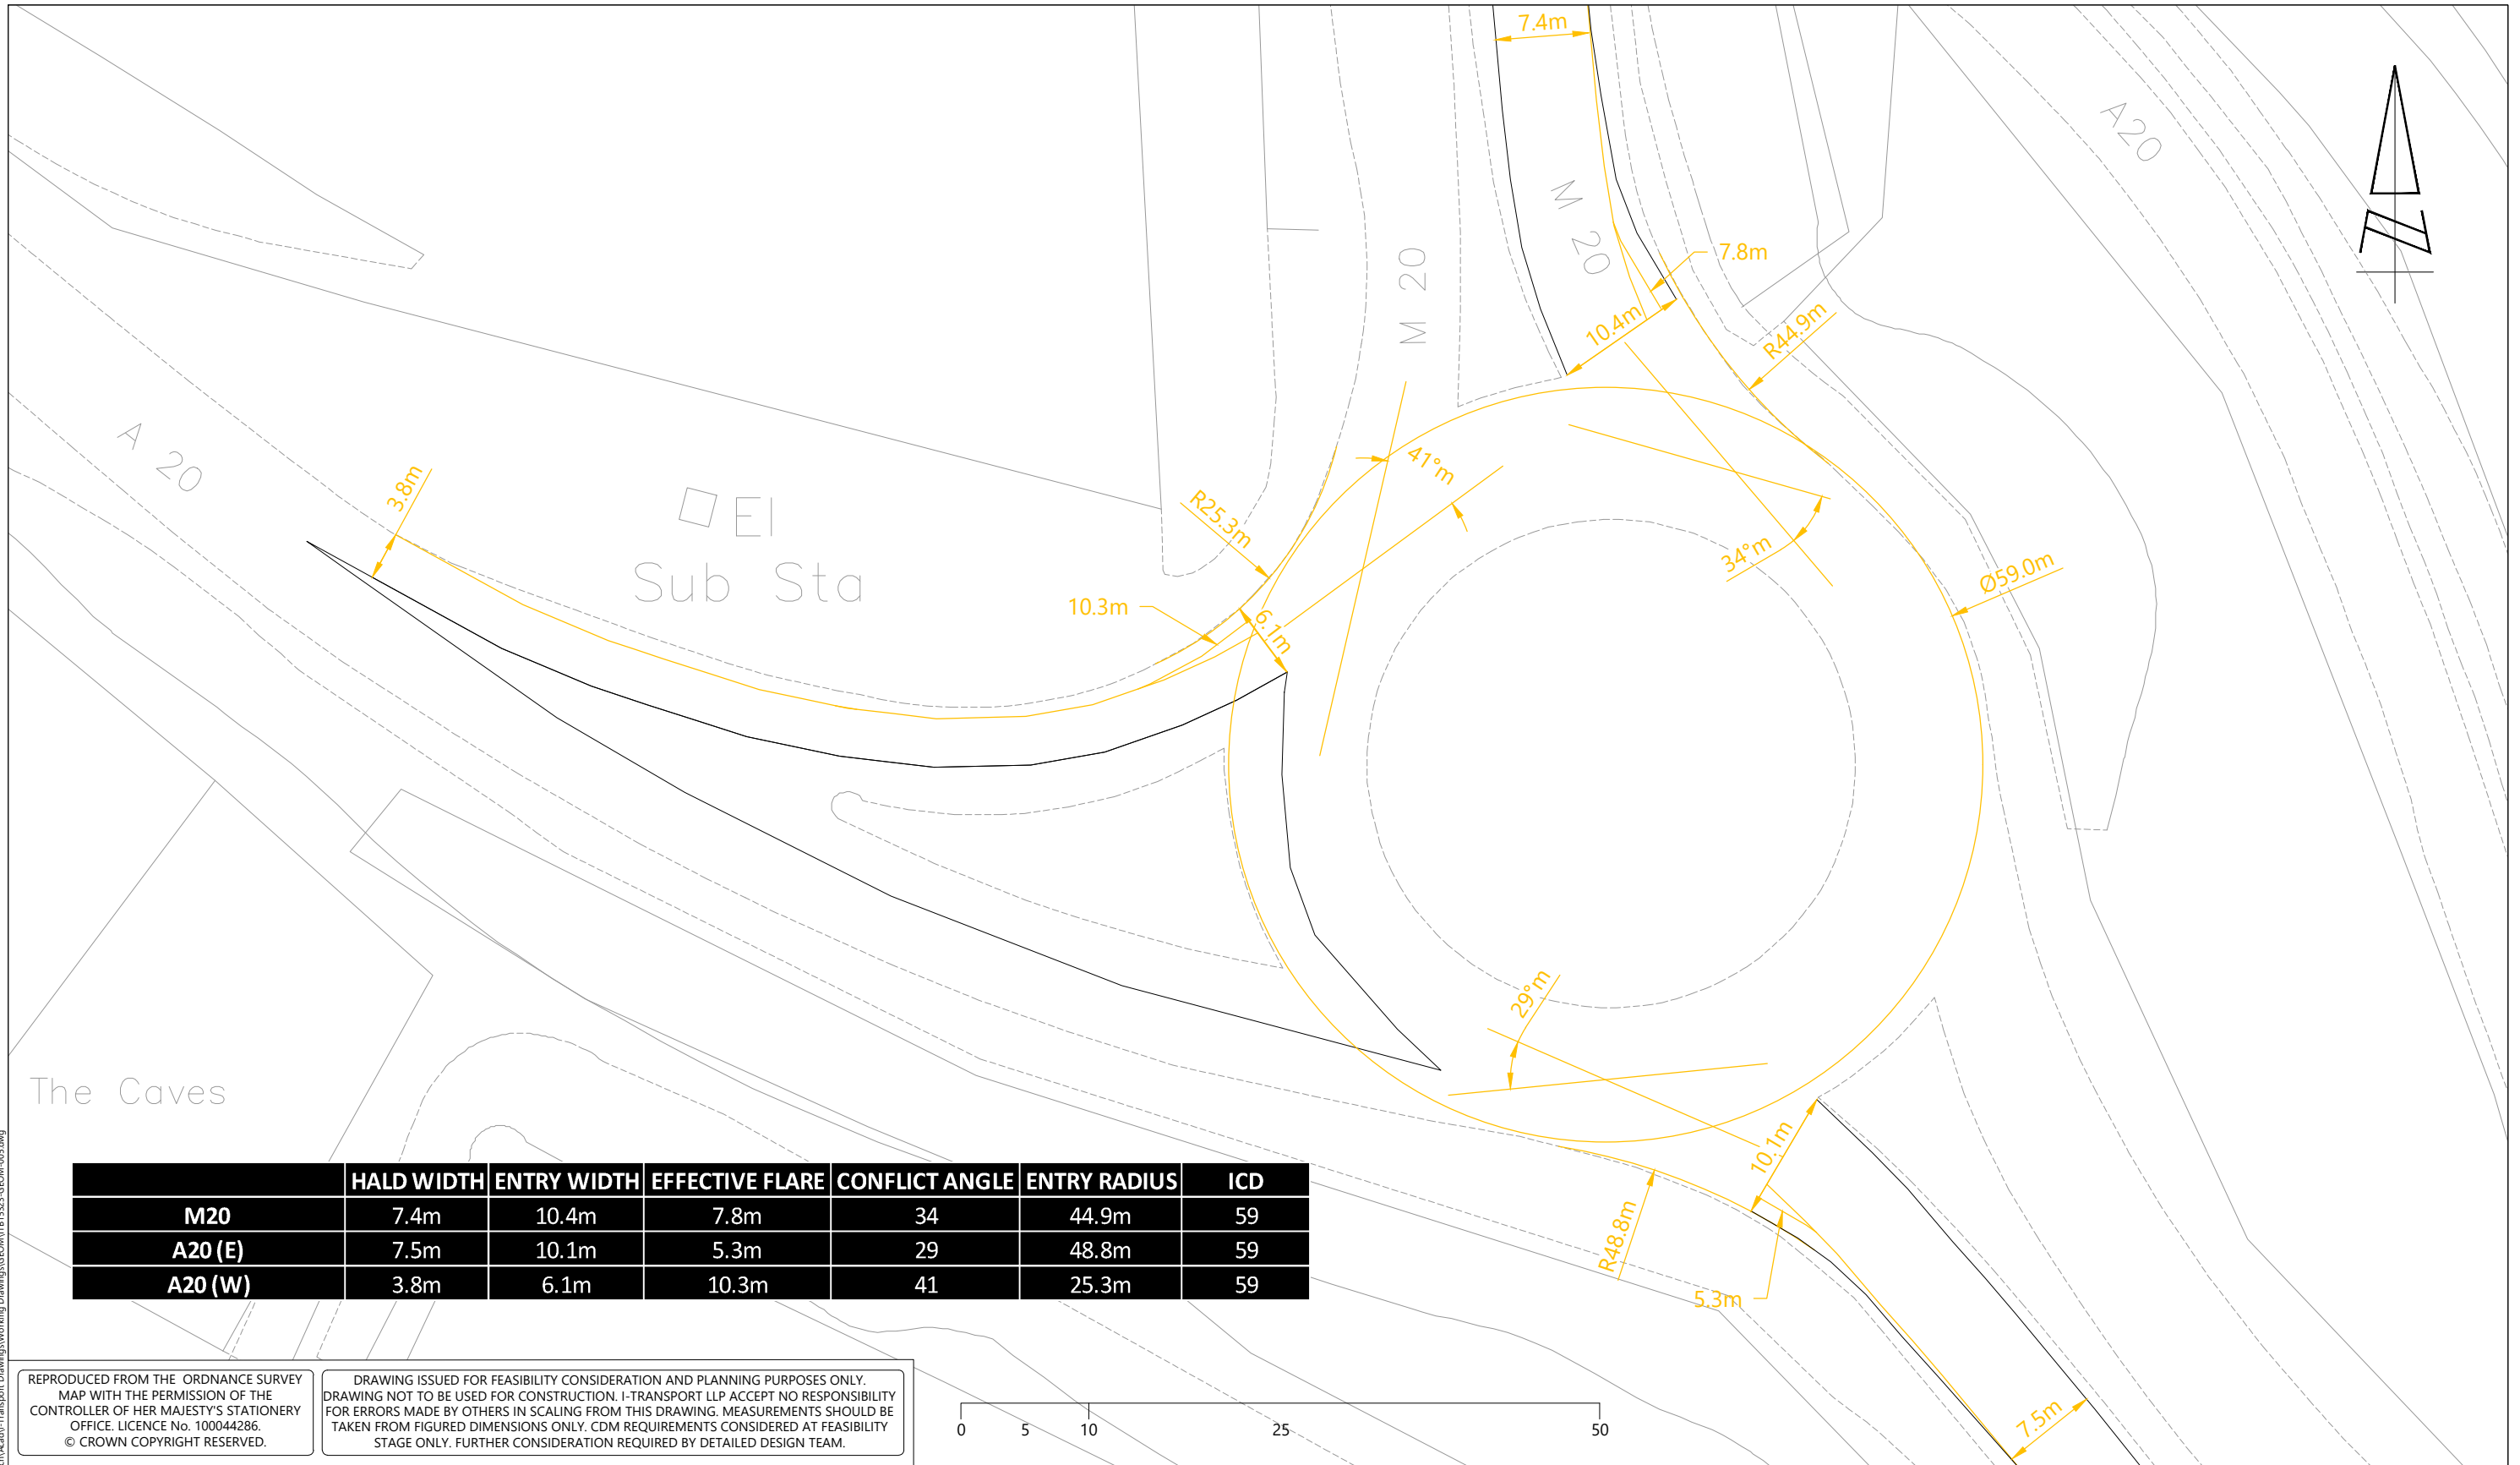 7.4m
A20
M 20
7.8m
M 20
10.4m
R44.9m
A 20
3.8m
41°m
El
Sub Sta
R25.3m
34°m
Ø59.0m
10.3m
6.1m
29°m
The Caves
10.1m
R48.8m
5.3m
7.5m
HALD WIDTH ENTRY WIDTH EFFECTIVE FLARE CONFLICT ANGLE ENTRY RADIUS ICD
M20 7.4m 10.4m 7.8m 34 44.9m 59
A20 (E) 7.5m 10.1m 5.3m 29 48.8m 59
A20 (W) 3.8m 6.1m 10.3m 41 25.3m 59
REPRODUCED FROM THE ORDNANCE SURVEY
MAP WITH THE PERMISSION OF THE
CONTROLLER OF HER MAJESTY'S STATIONERY
OFFICE. LICENCE No. 100044286.
© CROWN COPYRIGHT RESERVED.
DRAWING ISSUED FOR FEASIBILITY CONSIDERATION AND PLANNING PURPOSES ONLY.
DRAWING NOT TO BE USED FOR CONSTRUCTION. I-TRANSPORT LLP ACCEPT NO RESPONSIBILITY
FOR ERRORS MADE BY OTHERS IN SCALING FROM THIS DRAWING. MEASUREMENTS SHOULD BE
TAKEN FROM FIGURED DIMENSIONS ONLY. CDM REQUIREMENTS CONSIDERED AT FEASIBILITY
STAGE ONLY. FURTHER CONSIDERATION REQUIRED BY DETAILED DESIGN TEAM.
0 5 10 25 50